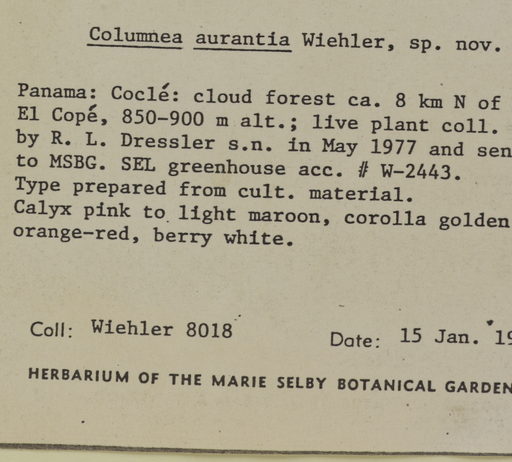 Columnea aurantia Wiehler, sp. nov.
Panama: Coclé: cloud forest ca. 8 km N of
El Copé, 850-900 m alt.; live plant coll.
by R. L. Dressler s.n. in May 1977 and sen
to MSBG. SEL greenhouse acc. # W-2443.
Type prepared from cult. material.
Calyx pink to light maroon, corolla golden
orange-red, berry white.
Coll: Wiehler 8018 Date: 15 Jan. 19
HERBARIUM OF THE MARIE SELBY BOTANICAL GARDEN